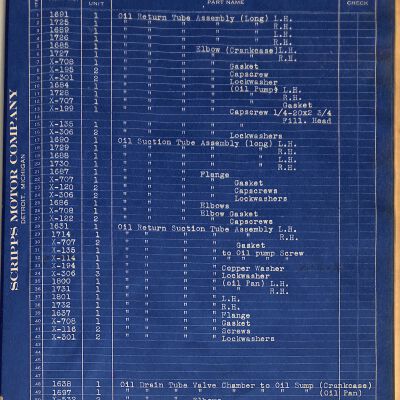 UNIT PART NAME CHECK
1691 1 Oil Return Tube Assembly (Long) L.H.
1725 1 " " " " " R.H.
1689 1 " " " " L.H.
1726 1 " " " " R.H.
1685 1 " " " Elbow (Crankcase) L.H.
1727 1 " " " " " R.H.
X-708 1 " " " " Gasket
X-195 2 " " " " Capscrew
X-301 2 " " " " Lockwasher
1684 1 " " " " (Oil Pump) L.H.
1728 1 " " " " " " R.H.
X-707 1 " " " " " " Gasket
X-189 1 " " " " Capscrew 1/4-20x2 3/4
Fill. Head
X-135 1 " " " "
X-306 2 " " " " Lockwashers
1690 1 Oil Suction Tube Assembly (long) L.H.
1729 1 " " " " " R.H.
1688 1 " " " " L.H.
1730 1 " " " " R.H.
1687 1 " " " Flange
X-707 1 " " " " Gasket
X-120 2 " " " " Capscrews
X-306 2 " " " " Lockwashers
1686 1 " " " Elbows
X-708 1 " " " Elbow Gasket
X-122 2 " " " Capscrews
1631 1 Oil Return Suction Tube Assembly L.H.
1714 1 " " " " " R.H.
X-707 2 " " " " Gasket
X-135 1 " " " to Oil pump Screw
X-114 1 " " " " " " "
X-194 1 " " " " Copper Washer
X-306 3 " " " " Lockwasher
1800 1 " " " " (oil Pan) L.H.
1731 1 " " " " " R.H.
1801 1 " " " " L.H.
1732 1 " " " " R.H.
1637 1 " " " " Flange
X-708 1 " " " " Gasket
X-116 2 " " " " Screws
X-301 2 " " " " Lockwashers
1638 1 Oil Drain Tube Valve Chamber to Oil Sump (Crankcase)
1697 1 " " " " " " " " (Oil Pan)
X-532 Elbows
SCRIPPS MOTOR COMPANY
DETROIT MICHIGAN